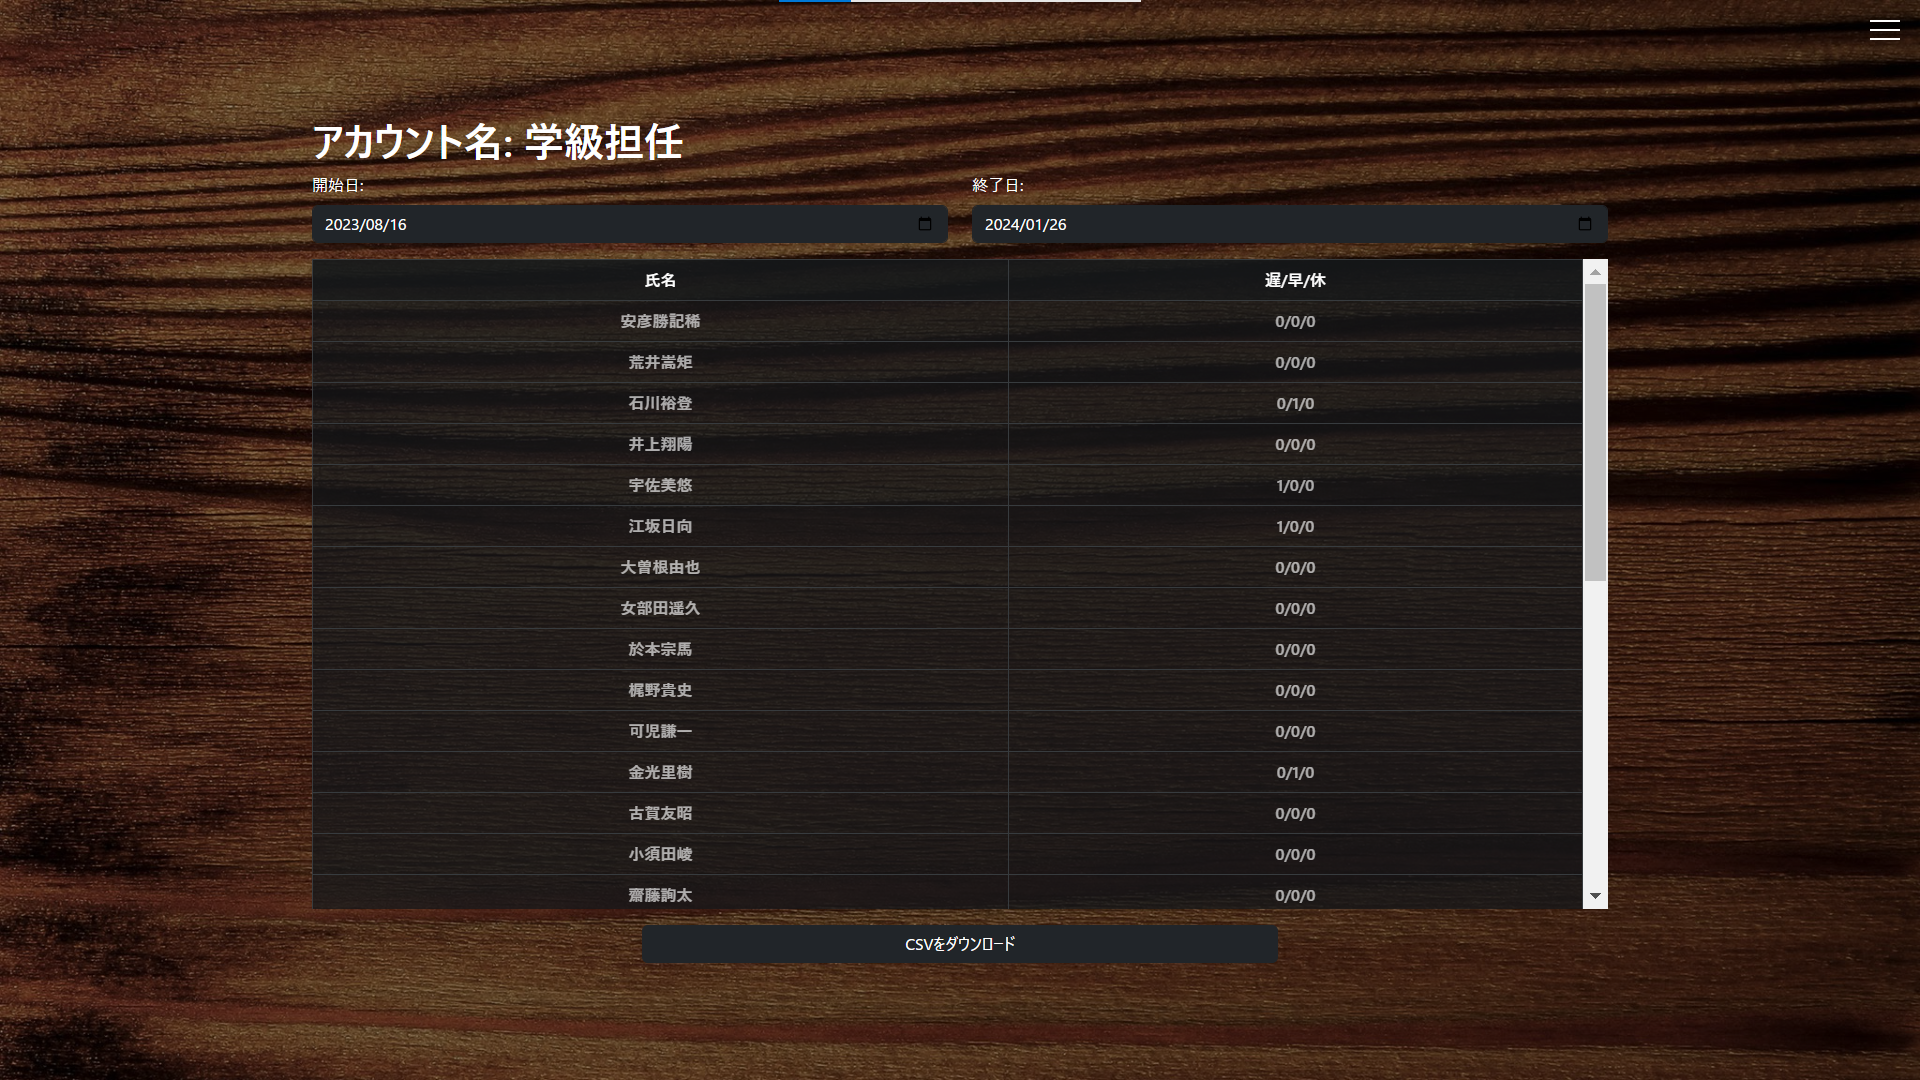 アカウント名: 学級担任
開始日:
終了日:
2023/08/16
2024/01/26
氏名 遅/早/休
安彦勝記稀 0/0/0
荒井嵩矩 0/0/0
石川裕登 0/1/0
井上翔陽 0/0/0
宇佐美悠 1/0/0
江坂日向 1/0/0
大曽根由也 0/0/0
女部田遥久 0/0/0
於本宗馬 0/0/0
梶野貴史 0/0/0
可児謙一 0/0/0
金光里樹 0/1/0
古賀友昭 0/0/0
小須田崚 0/0/0
齋藤詢太 0/0/0
CSVをダウンロード